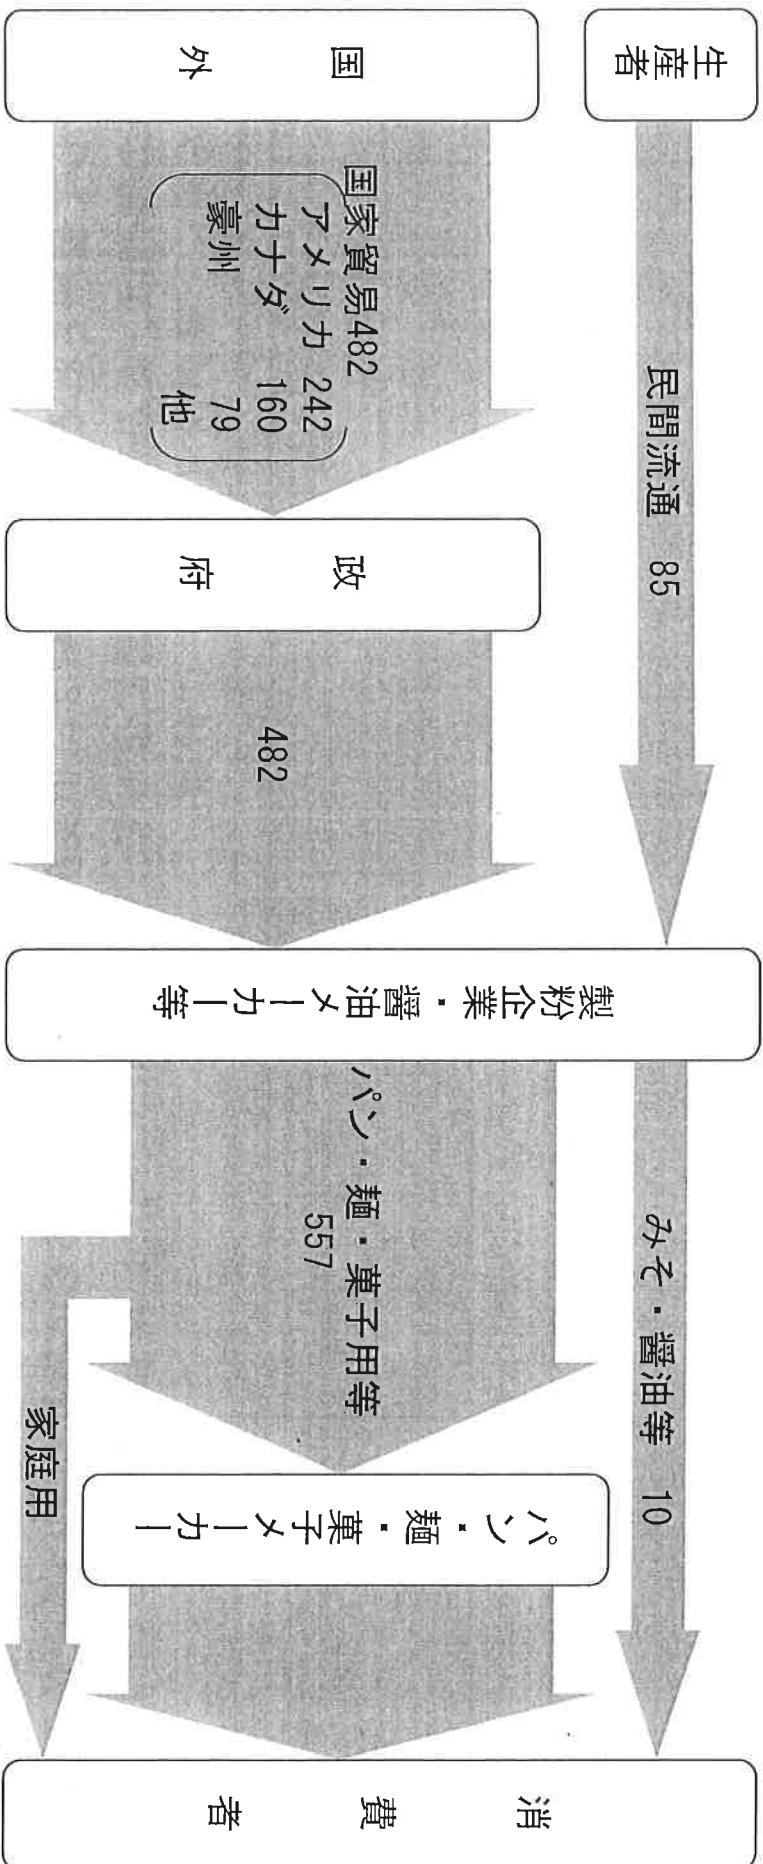 生産者
民間流通 85
国外
国家貿易482
アメリカ 242
カナダ 160
豪州 79
他
政府
482
製粉企業・醤油メーカー等
みそ・醤油等 10
パン・麺・菓子用等
557
家庭用
パン・麺・菓子メーカー
消費者